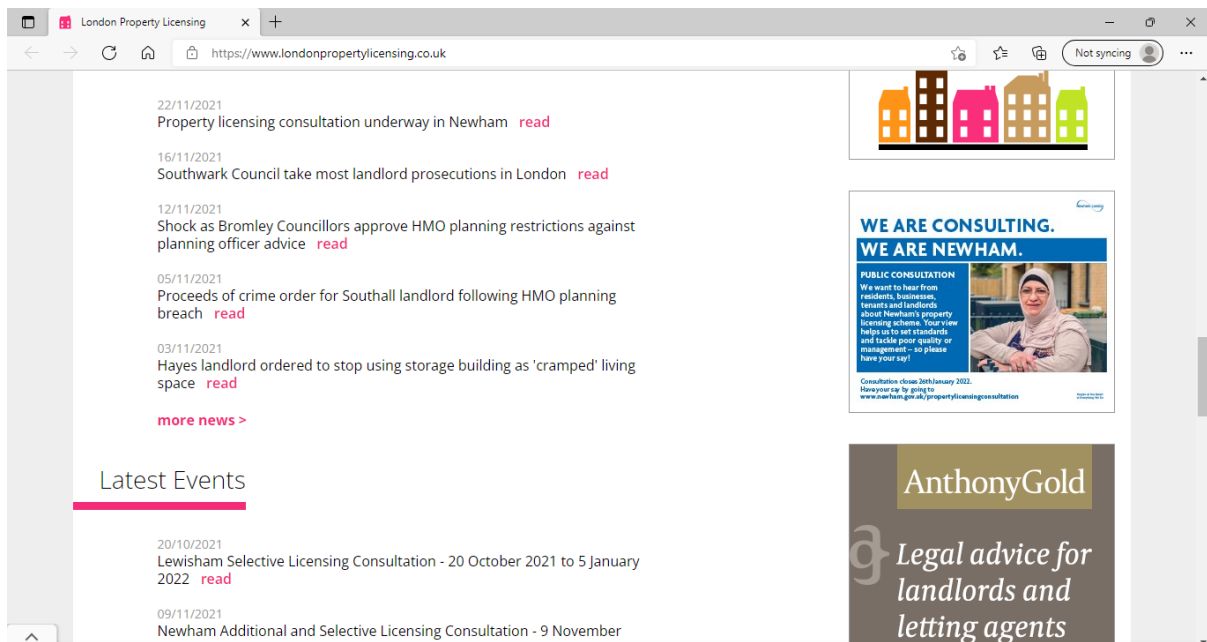 London Property Licensing
https://www.londonpropertylicensing.co.uk
Not syncing
22/11/2021
Property licensing consultation underway in Newham read
16/11/2021
Southwark Council take most landlord prosecutions in London read
12/11/2021
Shock as Bromley Councillors approve HMO planning restrictions against
planning officer advice read
05/11/2021
Proceeds of crime order for Southall landlord following HMO planning
breach read
03/11/2021
Hayes landlord ordered to stop using storage building as 'cramped' living
space read
more news >
Latest Events
20/10/2021
Lewisham Selective Licensing Consultation - 20 October 2021 to 5 January
2022 read
09/11/2021
Newham Additional and Selective Licensing Consultation - 9 November
WE ARE CONSULTING.
WE ARE NEWHAM.
PUBLIC CONSULTATION
We want to hear from
residents, businesses,
tenants and landlords
about Newham's property
licensing scheme. Your view
helps us to set standards
and tackle poor quality or
management – so please
have your say!
Consultation closes 26th January 2022.
Have your say by going to
www.newham.gov.uk/propertylicensingconsultation
AnthonyGold
Legal advice for
landlords and
letting agents